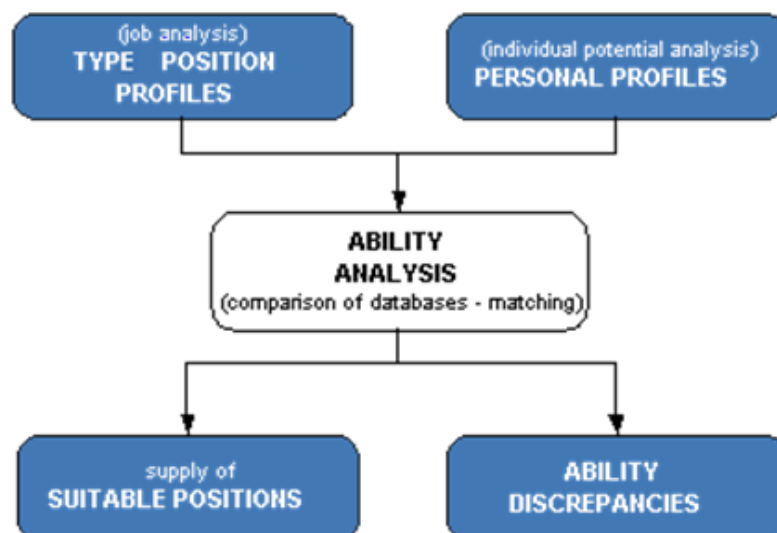 (job analysis)
TYPE POSITION
PROFILES
(individual potential analysis)
PERSONAL PROFILES
ABILITY
ANALYSIS
(comparison of databases - matching)
supply of
SUITABLE POSITIONS
ABILITY
DISCREPANCIES